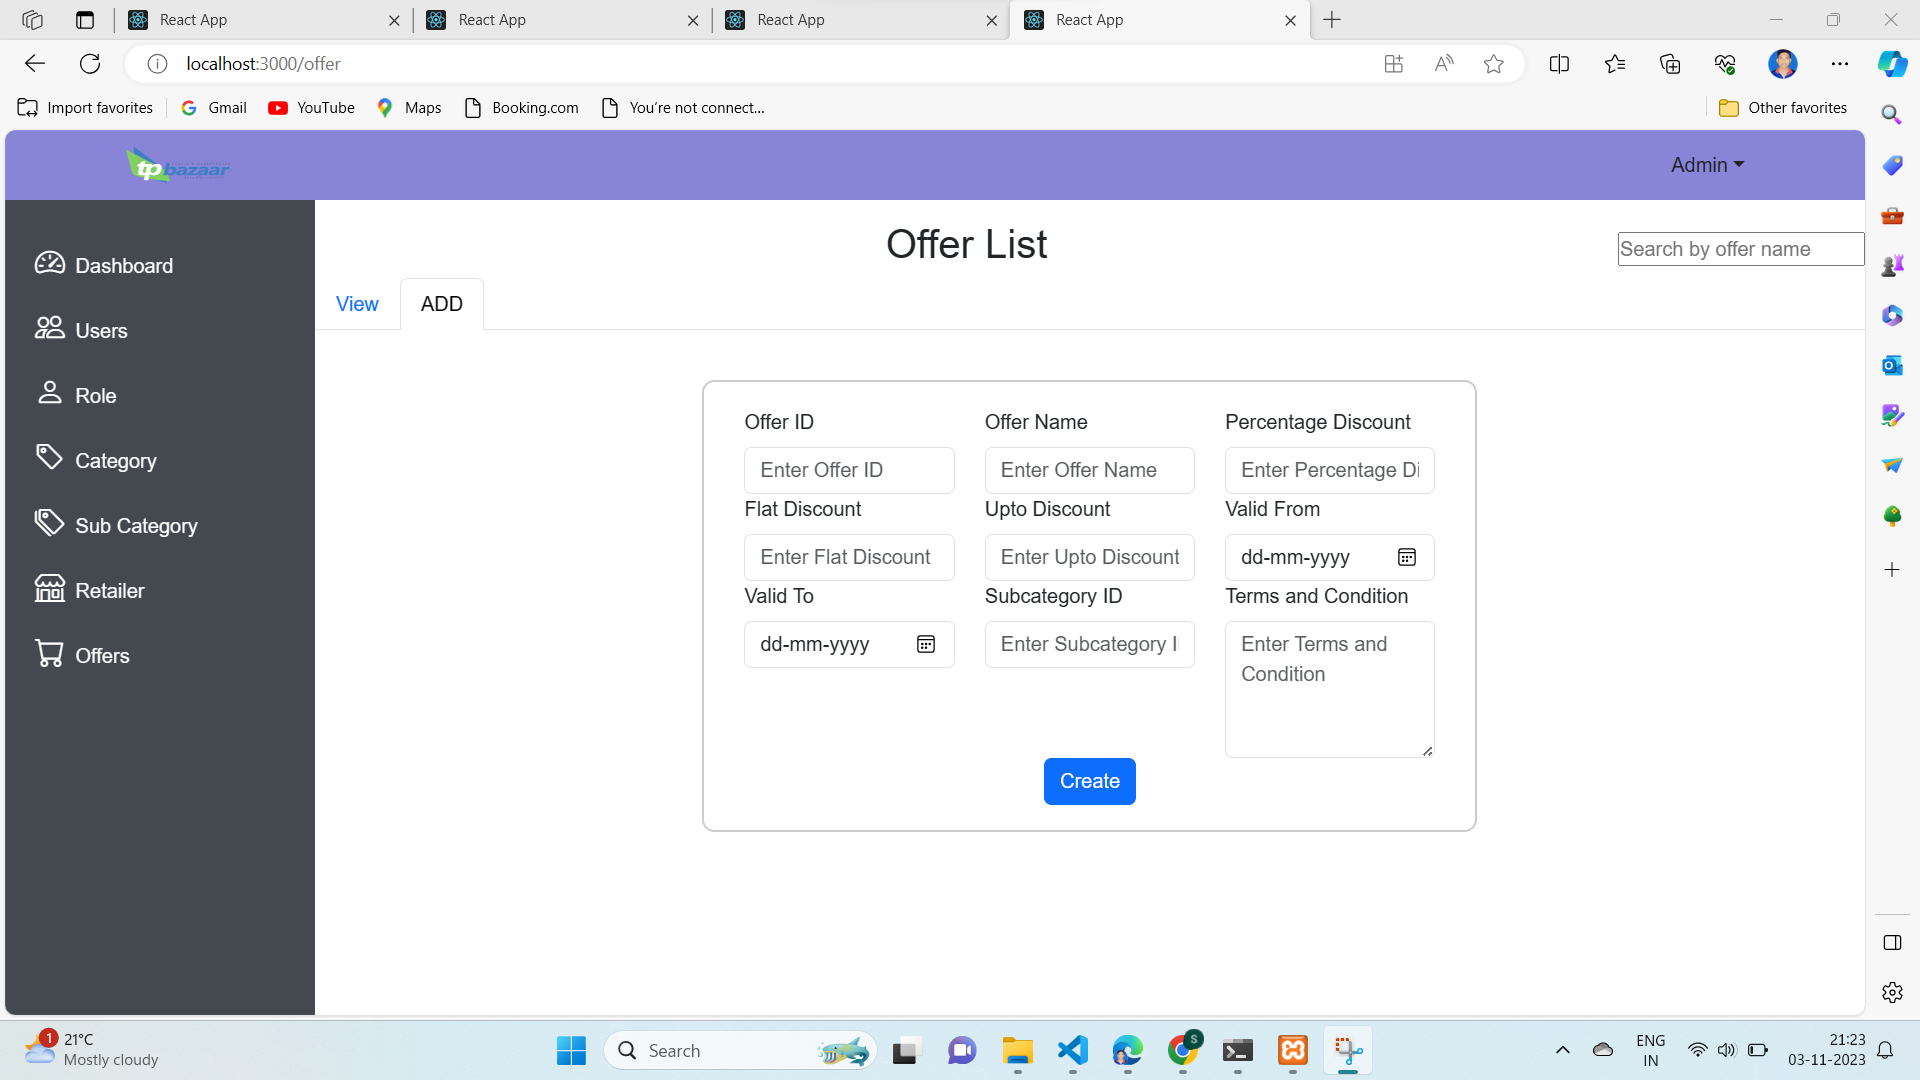 React App
React App
React App
React App
localhost:3000/offer
Import favorites
Gmail
YouTube
Maps
Booking.com
You're not connect...
Other favorites
tpbazaar
Admin
Dashboard
Users
Role
Category
Sub Category
Retailer
Offers
Offer List
Search by offer name
View
ADD
Offer ID
Offer Name
Percentage Discount
Enter Offer ID
Enter Offer Name
Enter Percentage Di
Flat Discount
Upto Discount
Valid From
Enter Flat Discount
Enter Upto Discount
dd-mm-yyyy
Valid To
Subcategory ID
Terms and Condition
dd-mm-yyyy
Enter Subcategory I
Enter Terms and
Condition
Create
1
21°C
Mostly cloudy
Search
S
ENG
IN
21:23
03-11-2023